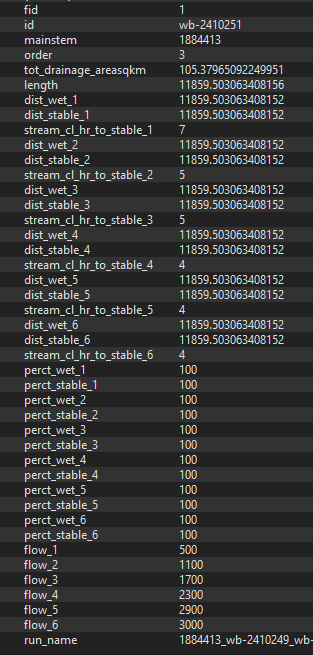 fid 1
id wb-2410251
mainstem 1884413
order 3
tot_drainage_areasqkm 105.37965092249951
length 11859.503063408156
dist_wet_1 11859.503063408152
dist_stable_1 11859.503063408152
stream_cl_hr_to_stable_1 7
dist_wet_2 11859.503063408152
dist_stable_2 11859.503063408152
stream_cl_hr_to_stable_2 5
dist_wet_3 11859.503063408152
dist_stable_3 11859.503063408152
stream_cl_hr_to_stable_3 5
dist_wet_4 11859.503063408152
dist_stable_4 11859.503063408152
stream_cl_hr_to_stable_4 4
dist_wet_5 11859.503063408152
dist_stable_5 11859.503063408152
stream_cl_hr_to_stable_5 4
dist_wet_6 11859.503063408152
dist_stable_6 11859.503063408152
stream_cl_hr_to_stable_6 4
perct_wet_1 100
perct_stable_1 100
perct_wet_2 100
perct_stable_2 100
perct_wet_3 100
perct_stable_3 100
perct_wet_4 100
perct_stable_4 100
perct_wet_5 100
perct_stable_5 100
perct_wet_6 100
perct_stable_6 100
flow_1 500
flow_2 1100
flow_3 1700
flow_4 2300
flow_5 2900
flow_6 3000
run_name 1884413_wb-2410249_wb-